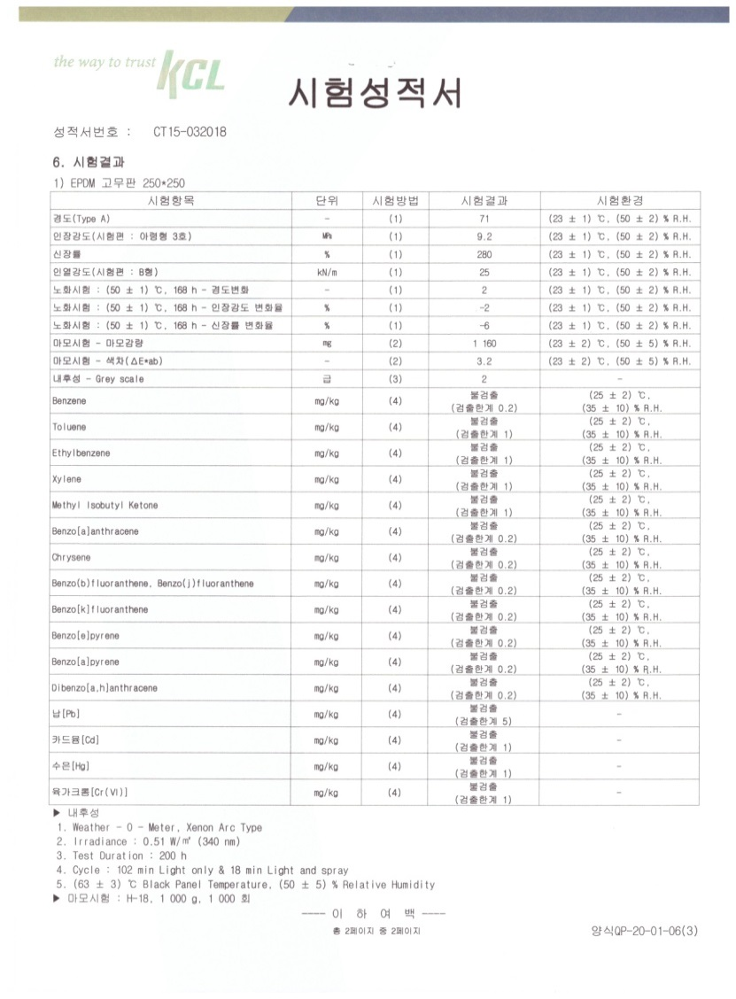 the way to trust KCL
시험성적서
성적서번호 : CT15-032018
6. 시험결과
1) EPDM 고무판 250*250
시험항목 단위 시험방법 시험결과 시험환경
경도(Type A) - (1) 71 (23 ± 1) ℃, (50 ± 2) % R.H.
인장강도(시험편 : 아령형 3호) ㎫ (1) 9.2 (23 ± 1) ℃, (50 ± 2) % R.H.
신장률 % (1) 280 (23 ± 1) ℃, (50 ± 2) % R.H.
인열강도(시험편 : B형) kN/m (1) 25 (23 ± 1) ℃, (50 ± 2) % R.H.
노화시험 : (50 ± 1) ℃, 168 h - 경도변화 - (1) 2 (23 ± 1) ℃, (50 ± 2) % R.H.
노화시험 : (50 ± 1) ℃, 168 h - 인장강도 변화율 % (1) -2 (23 ± 1) ℃, (50 ± 2) % R.H.
노화시험 : (50 ± 1) ℃, 168 h - 신장률 변화율 % (1) -6 (23 ± 1) ℃, (50 ± 2) % R.H.
마모시험 - 마모감량 ㎎ (2) 1 160 (23 ± 2) ℃, (50 ± 5) % R.H.
마모시험 - 색차(ΔE*ab) - (2) 3.2 (23 ± 2) ℃, (50 ± 5) % R.H.
내후성 - Grey scale 급 (3) 2 -
Benzene mg/kg (4) 불검출 (검출한계 0.2) (25 ± 2) ℃, (35 ± 10) % R.H.
Toluene mg/kg (4) 불검출 (검출한계 1) (25 ± 2) ℃, (35 ± 10) % R.H.
Ethylbenzene mg/kg (4) 불검출 (검출한계 1) (25 ± 2) ℃, (35 ± 10) % R.H.
Xylene mg/kg (4) 불검출 (검출한계 1) (25 ± 2) ℃, (35 ± 10) % R.H.
Methyl Isobutyl Ketone mg/kg (4) 불검출 (검출한계 1) (25 ± 2) ℃, (35 ± 10) % R.H.
Benzo[a]anthracene mg/kg (4) 불검출 (검출한계 0.2) (25 ± 2) ℃, (35 ± 10) % R.H.
Chrysene mg/kg (4) 불검출 (검출한계 0.2) (25 ± 2) ℃, (35 ± 10) % R.H.
Benzo(b)fluoranthene, Benzo(j)fluoranthene mg/kg (4) 불검출 (검출한계 0.2) (25 ± 2) ℃, (35 ± 10) % R.H.
Benzo[k]fluoranthene mg/kg (4) 불검출 (검출한계 0.2) (25 ± 2) ℃, (35 ± 10) % R.H.
Benzo[e]pyrene mg/kg (4) 불검출 (검출한계 0.2) (25 ± 2) ℃, (35 ± 10) % R.H.
Benzo[a]pyrene mg/kg (4) 불검출 (검출한계 0.2) (25 ± 2) ℃, (35 ± 10) % R.H.
Dibenzo[a,h]anthracene mg/kg (4) 불검출 (검출한계 0.2) (25 ± 2) ℃, (35 ± 10) % R.H.
납[Pb] mg/kg (4) 불검출 (검출한계 5) -
카드뮴[Cd] mg/kg (4) 불검출 (검출한계 1) -
수은[Hg] mg/kg (4) 불검출 (검출한계 1) -
육가크롬[Cr(VI)] mg/kg (4) 불검출 (검출한계 1) -
▶ 내후성
1. Weather - O - Meter, Xenon Arc Type
2. Irradiance : 0.51 W/㎡ (340 nm)
3. Test Duration : 200 h
4. Cycle : 102 min Light only & 18 min Light and spray
5. (63 ± 3) ℃ Black Panel Temperature, (50 ± 5) % Relative Humidity
▶ 마모시험 : H-18, 1 000 g, 1 000 회
---- 이 하 여 백 ----
총 2페이지 중 2페이지
양식QP-20-01-06(3)